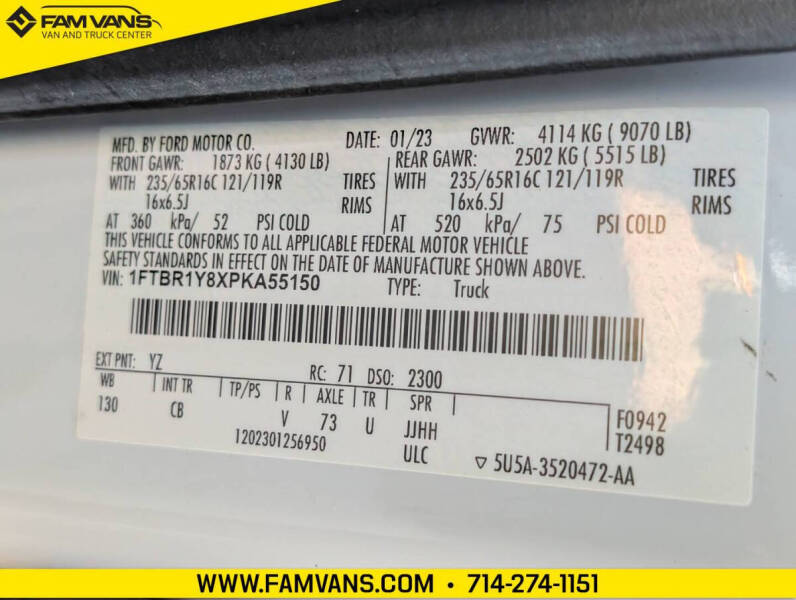 FAM VANS
VAN AND TRUCK CENTER
MFD. BY FORD MOTOR CO. DATE: 01/23 GVWR: 4114 KG ( 9070 LB)
FRONT GAWR: 1873 KG ( 4130 LB) REAR GAWR: 2502 KG ( 5515 LB)
WITH 235/65R16C 121/119R TIRES WITH 235/65R16C 121/119R TIRES
16x6.5J RIMS 16x6.5J RIMS
AT 360 kPa/ 52 PSI COLD AT 520 kPa/ 75 PSI COLD
THIS VEHICLE CONFORMS TO ALL APPLICABLE FEDERAL MOTOR VEHICLE
SAFETY STANDARDS IN EFFECT ON THE DATE OF MANUFACTURE SHOWN ABOVE.
VIN: 1FTBR1Y8XPKA55150 TYPE: Truck
EXT PNT: YZ RC: 71 DSO: 2300
WB INT TR TP/PS R AXLE TR SPR
130 CB V 73 U JJHH F0942
1202301256950 ULC T2498
5U5A-3520472-AA
WWW.FAMVANS.COM • 714-274-1151